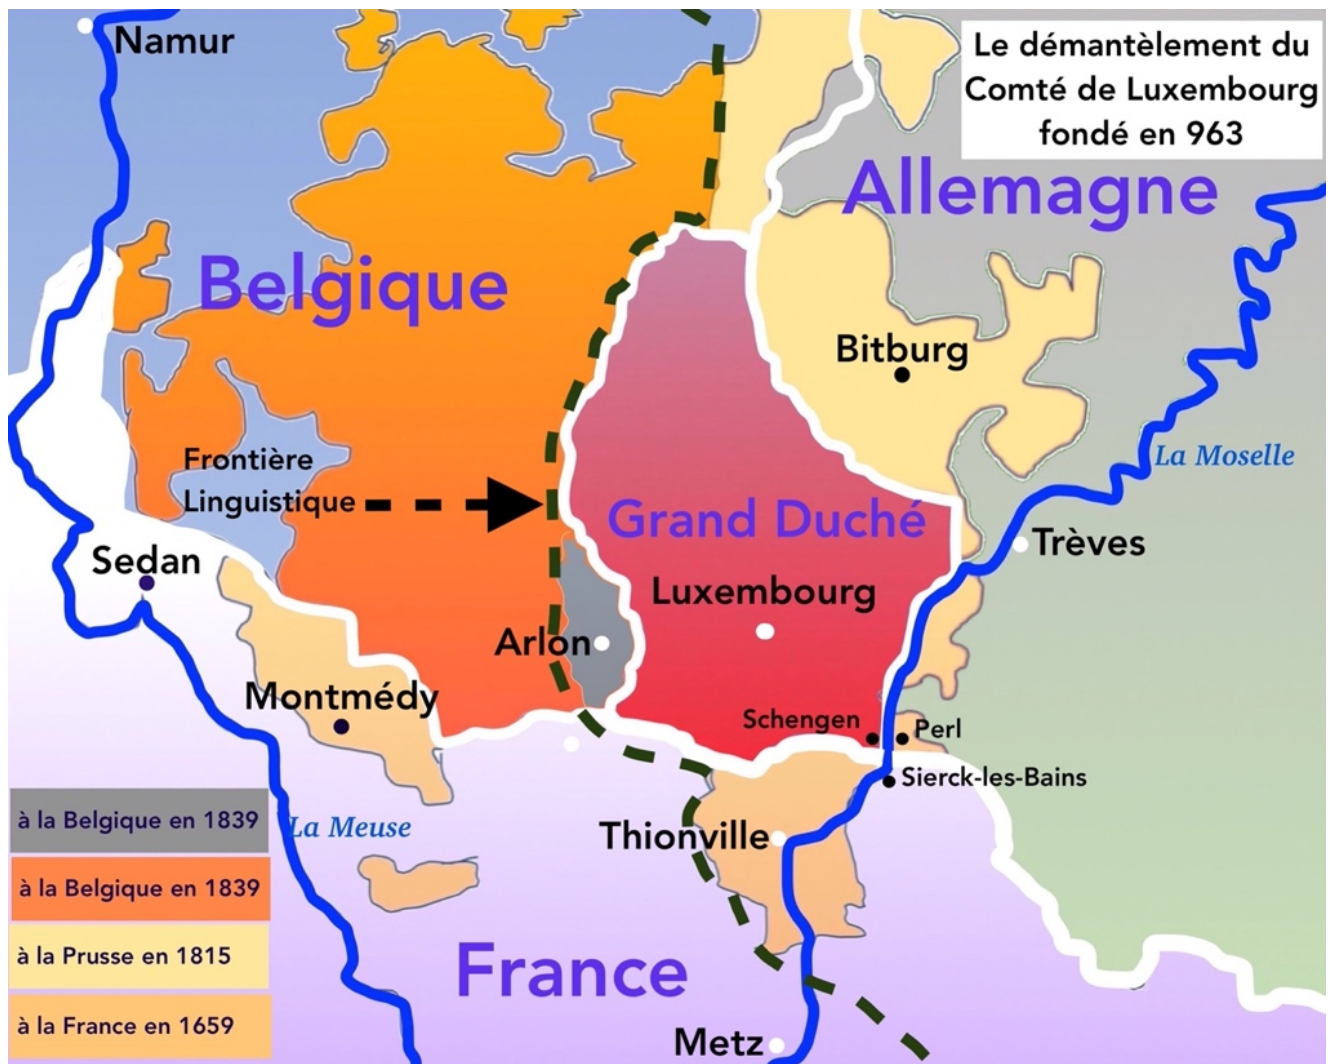 Namur
Le démantèlement du
Comté de Luxembourg
fondé en 963
Allemagne
Belgique
Bitburg
Frontière
Linguistique
La Moselle
Grand Duché
Trèves
Sedan
Luxembourg
Arlon
Montmédy
Schengen
Perl
Sierck-les-Bains
à la Belgique en 1839
La Meuse
Thionville
à la Belgique en 1839
à la Prusse en 1815
France
à la France en 1659
Metz